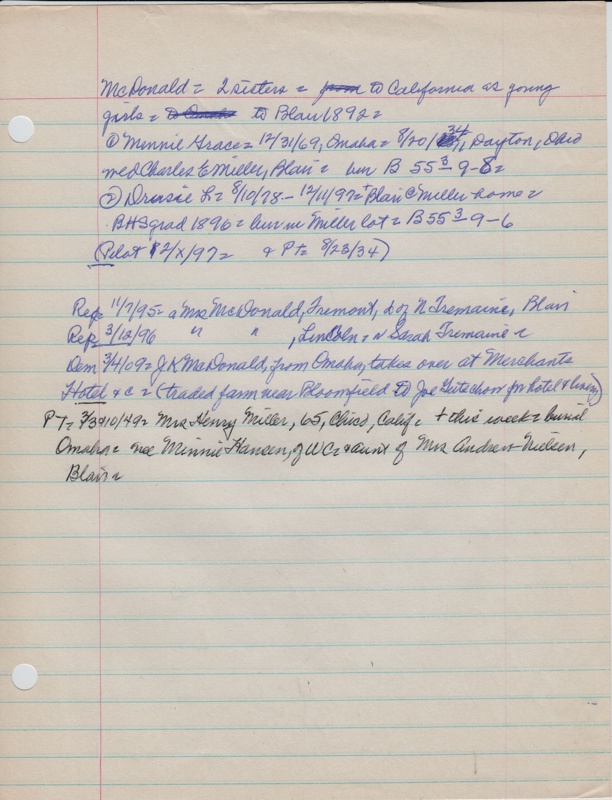 McDonald = 2 sisters = from to California as young
girls = to Omaha to Blair 1892 =
① Minnie Grace = 12/31/69, Omaha = 8/20/34, Dayton, Ohio
wed Charles E Miller, Blair = bur B 55 3 - 9 - 8 =
② Drusie L = 8/10/78 - 12/11/97 = + Blair @ Miller home =
BHS grad 1896 = bur in Miller lot = B 55 3 - 9 - 6
(Pilot 12/x/97 = & PT = 8/23/34)
Rep = 11/7/95 = a Mrs McDonald, Fremont, d of N Tremaine, Blair
Rep = 3/12/96 " " , Lincoln = v Sarah Tremaine =
Dem 3/4/09 = J K McDonald, from Omaha, takes over at Merchants
Hotel & c = (traded farm near Bloomfield to Joe for hotel & livery)
PT = 3/10/49 = Mrs Henry Miller, 65, Chico, Calif = + this week = burial
Omaha = nee Minnie Hansen, of WC = & aunt of Mrs Andrew Nielsen,
Blair =